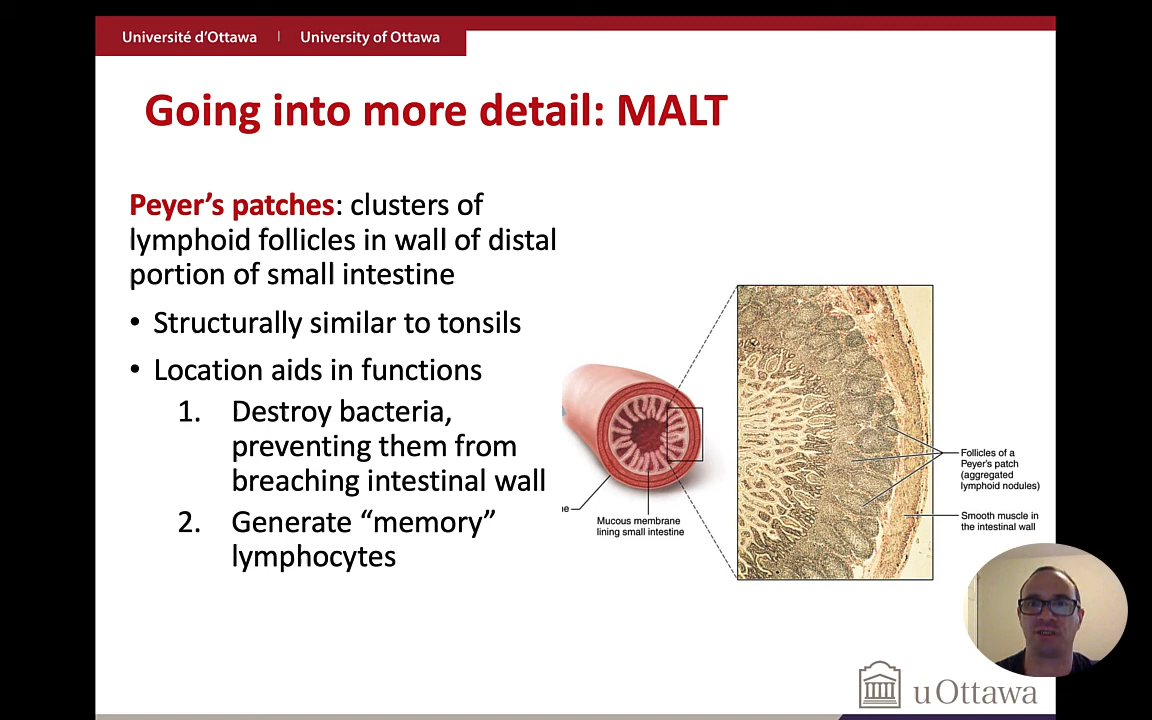 Université d'Ottawa | University of Ottawa
Going into more detail: MALT
Peyer’s patches: clusters of
lymphoid follicles in wall of distal
portion of small intestine
• Structurally similar to tonsils
• Location aids in functions
1. Destroy bacteria,
preventing them from
breaching intestinal wall
2. Generate “memory”
lymphocytes
Mucous membrane
lining small intestine
Follicles of a
Peyer's patch
(aggregated
lymphoid nodules)
Smooth muscle in
the intestinal wall
uOttawa